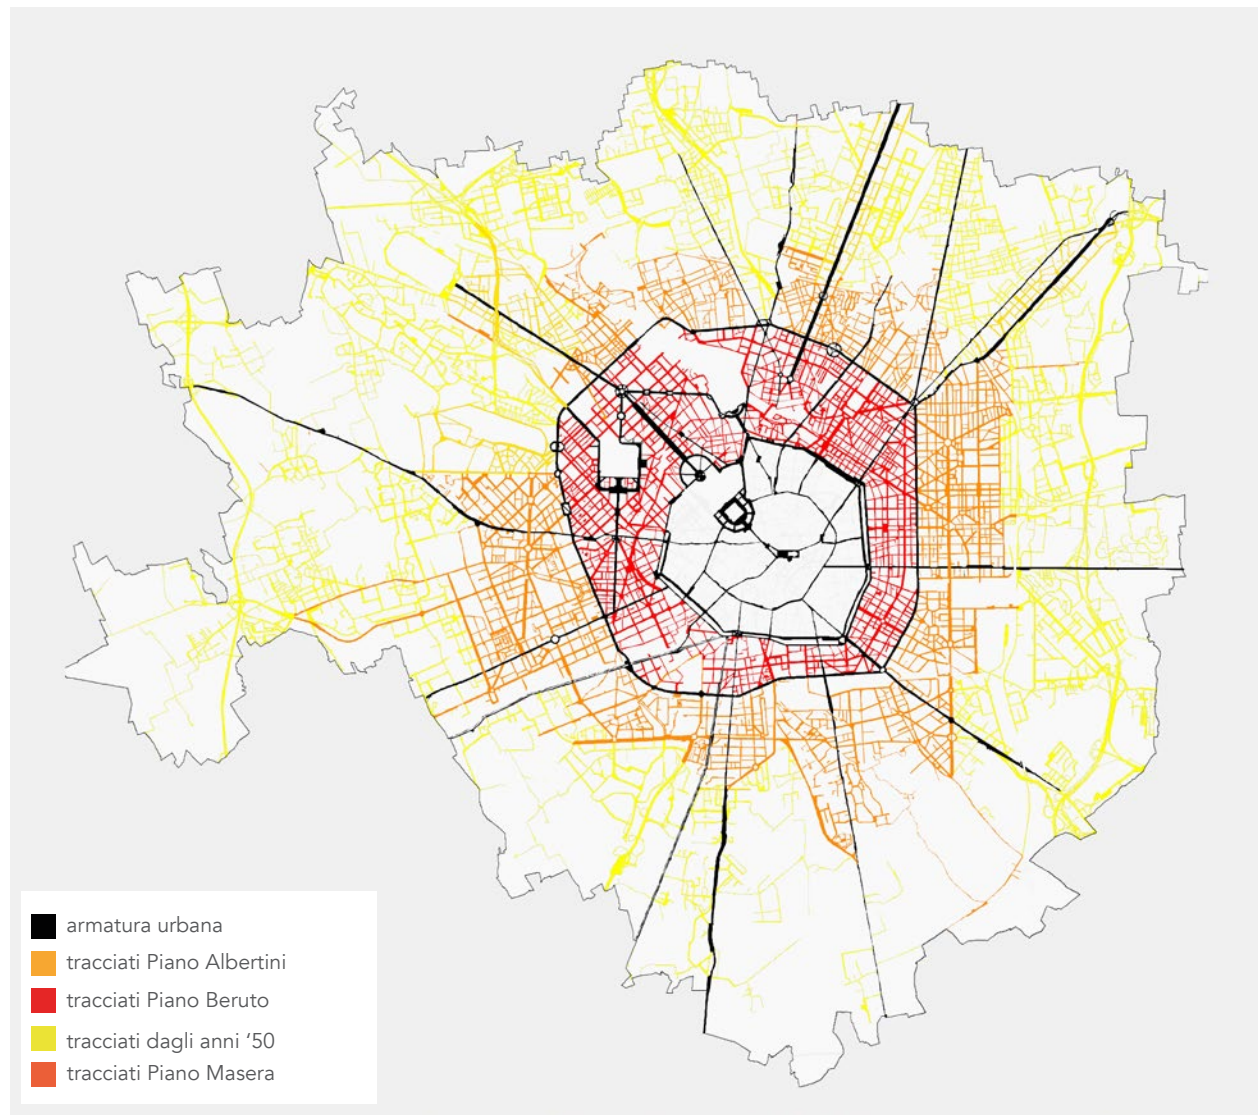 armatura urbana
tracciati Piano Albertini
tracciati Piano Beruto
tracciati dagli anni ‘50
tracciati Piano Masera